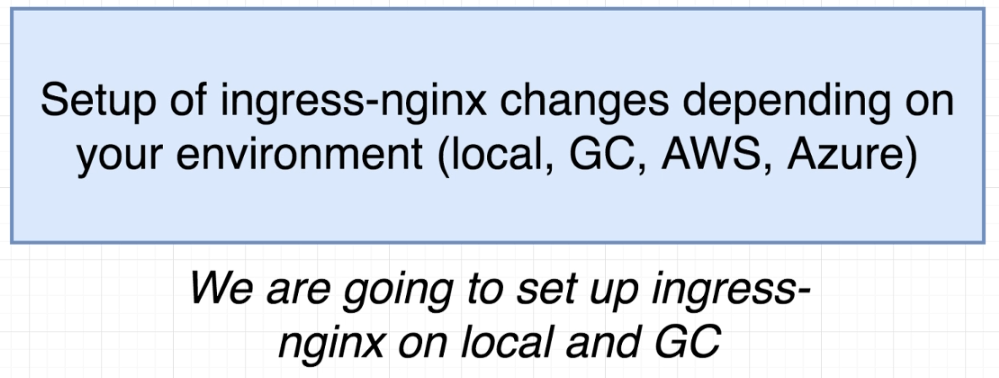 Setup of ingress-nginx changes depending on
your environment (local, GC, AWS, Azure)
We are going to set up ingress-
nginx on local and GC